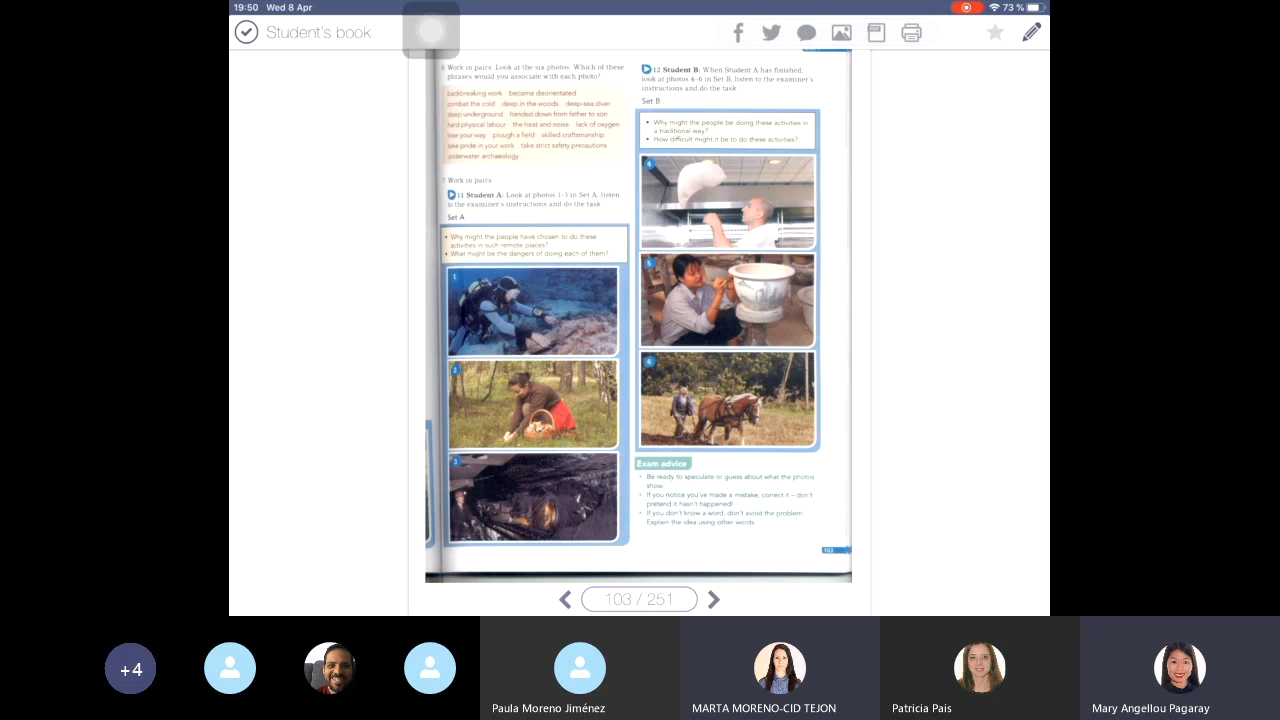 19:50 Wed 8 Apr
73 %
Student's book
PDF
6 Work in pairs. Look at the six photos. Which of these
phrases would you associate with each photo?
backbreaking work become disorientated
combat the cold deep in the woods deep-sea diver
deep underground handed down from father to son
hard physical labour the heat and noise lack of oxygen
lose your way plough a field skilled craftsmanship
take pride in your work take strict safety precautions
underwater archaeology
7 Work in pairs.
11 Student A: Look at photos 1–3 in Set A, listen
to the examiner's instructions and do the task
Set A
• Why might the people have chosen to do these
activities in such remote places?
• What might be the dangers of doing each of them?
1
2
3
12 Student B: When Student A has finished,
look at photos 4–6 in Set B, listen to the examiner's
instructions and do the task
Set B
• Why might the people be doing these activities in
a traditional way?
• How difficult might it be to do these activities?
4
5
6
Exam advice
• Be ready to speculate or guess about what the photos
show.
• If you notice you've made a mistake, correct it – don't
pretend it hasn't happened!
• If you don't know a word, don't avoid the problem.
Explain the idea using other words.
103
103 / 251
+4
Paula Moreno Jiménez
MARTA MORENO-CID TEJON
Patricia Pais
Mary Angellou Pagaray